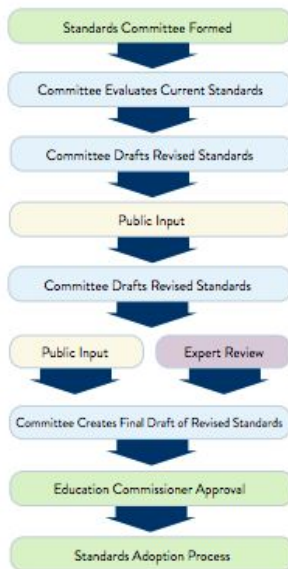 Standards Committee Formed
Committee Evaluates Current Standards
Committee Drafts Revised Standards
Public Input
Committee Drafts Revised Standards
Public Input
Expert Review
Committee Creates Final Draft of Revised Standards
Education Commissioner Approval
Standards Adoption Process